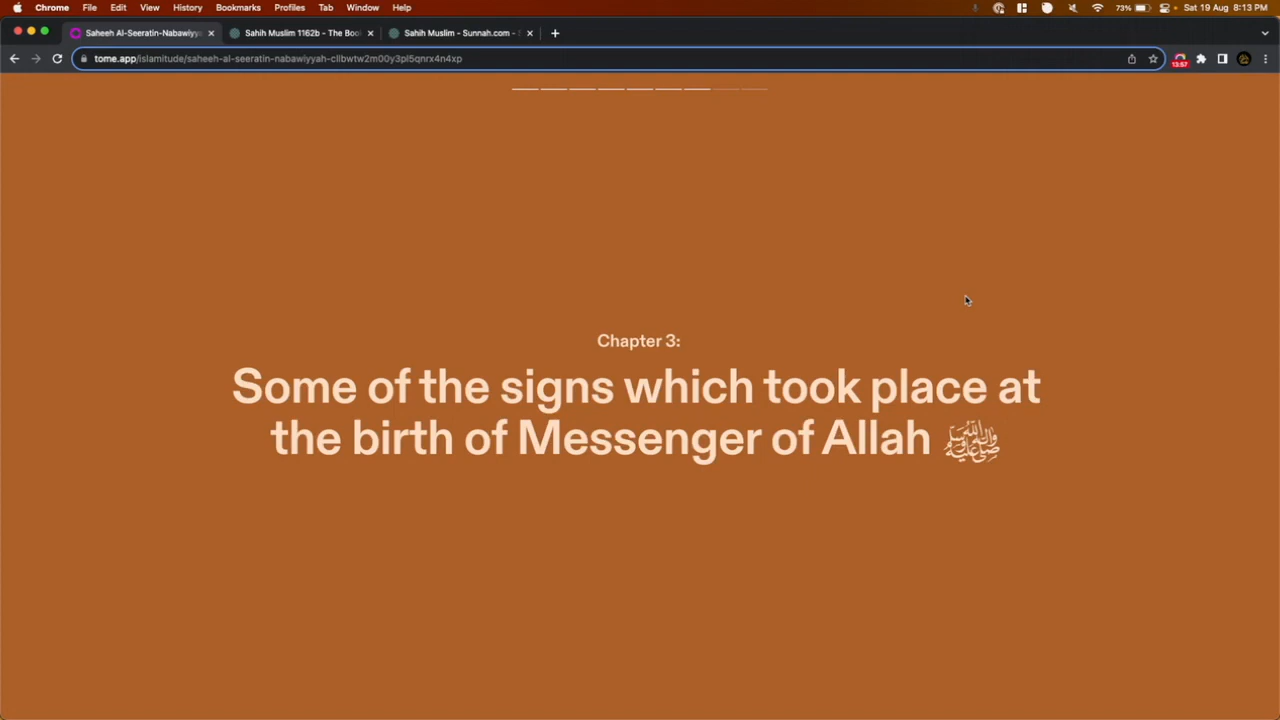 Chrome File Edit View History Bookmarks Profiles Tab Window Help 73% Sat 19 Aug 8:13 PM
Saheeh Al-Seeratin-Nabawiyya Sahih Muslim 1162b - The Boo Sahih Muslim - Sunnah.com -
tome.app/islamitude/saheeh-al-seeratin-nabawiyyah-cllbwtw2m00y3pl5qnrx4n4xp 13:57
Chapter 3:
Some of the signs which took place at
the birth of Messenger of Allah ﷺ